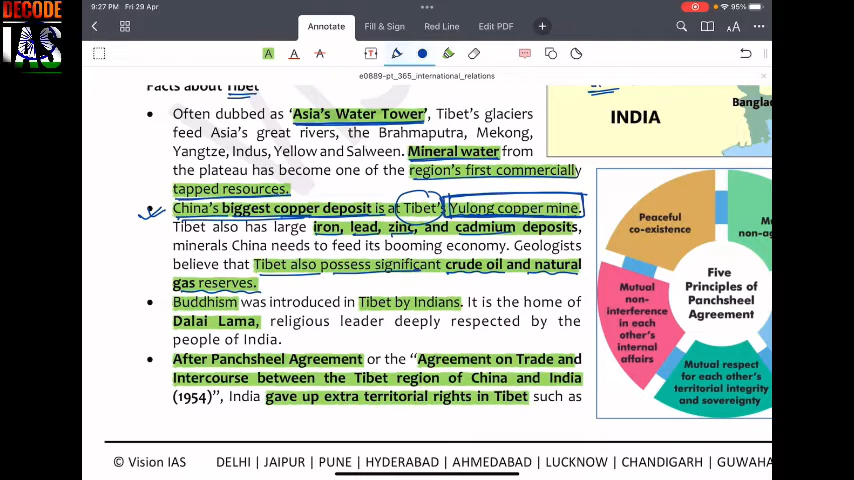 DECODE
IAS
9:27 PM Fri 29 Apr
95%
Annotate
Fill & Sign
Red Line
Edit PDF
e0889-pt_365_international_relations
Facts about Tibet
• Often dubbed as ‘Asia’s Water Tower’, Tibet’s glaciers
feed Asia’s great rivers, the Brahmaputra, Mekong,
Yangtze, Indus, Yellow and Salween. Mineral water from
the plateau has become one of the region’s first commercially
tapped resources.
• China’s biggest copper deposit is at Tibet’s Yulong copper mine.
Tibet also has large iron, lead, zinc, and cadmium deposits,
minerals China needs to feed its booming economy. Geologists
believe that Tibet also possess significant crude oil and natural
gas reserves.
• Buddhism was introduced in Tibet by Indians. It is the home of
Dalai Lama, religious leader deeply respected by the
people of India.
• After Panchsheel Agreement or the “Agreement on Trade and
Intercourse between the Tibet region of China and India
(1954)”, India gave up extra territorial rights in Tibet such as
INDIA
Bangla
Peaceful
co-existence
Mu
non-a
Five
Principles of
Panchsheel
Agreement
Mutual
non-
interference
in each
other's
internal
affairs
Mutual respect
for each other's
territorial integrity
and sovereignty
© Vision IAS
DELHI | JAIPUR | PUNE | HYDERABAD | AHMEDABAD | LUCKNOW | CHANDIGARH | GUWAHA